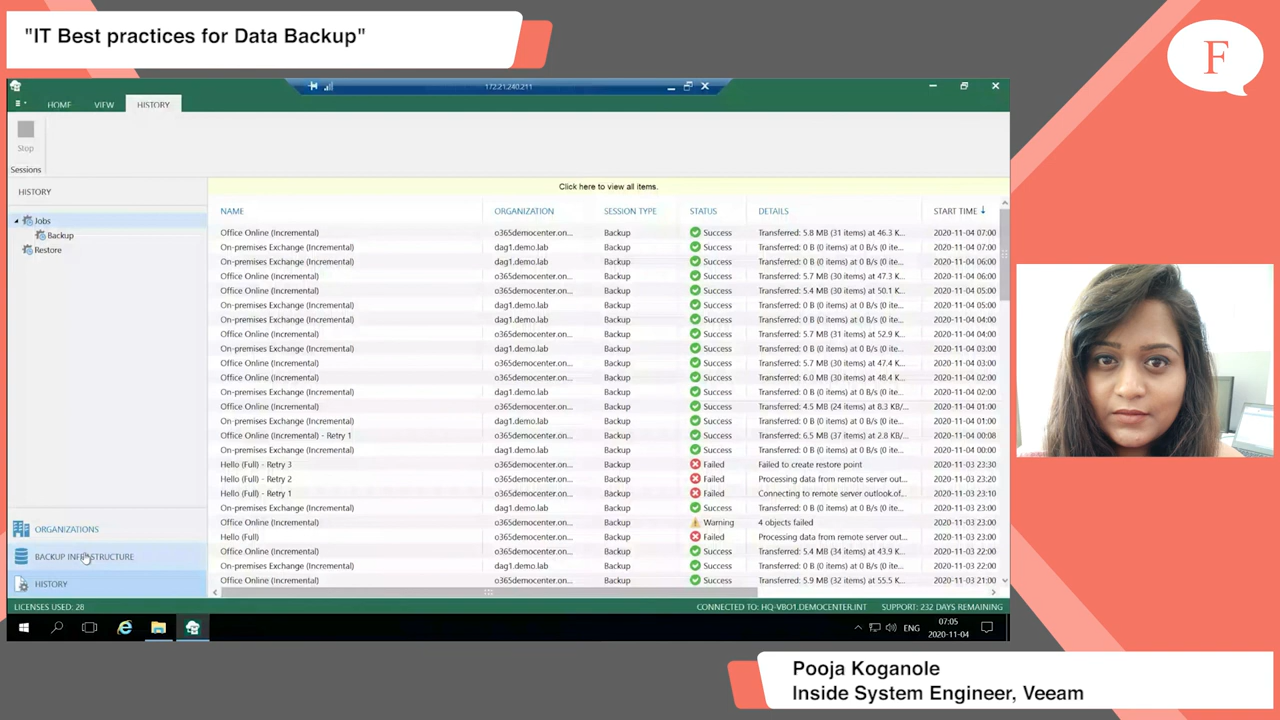 "IT Best practices for Data Backup"
F
172.21.240.211
HOME VIEW HISTORY
Stop
Sessions
HISTORY
Click here to view all items.
Jobs
Backup
Restore
NAME ORGANIZATION SESSION TYPE STATUS DETAILS START TIME
Office Online (Incremental) o365democenter.on... Backup Success Transferred: 5.8 MB (31 items) at 46.3 K... 2020-11-04 07:00
On-premises Exchange (Incremental) dag1.demo.lab Backup Success Transferred: 0 B (0 items) at 0 B/s (0 ite... 2020-11-04 07:00
On-premises Exchange (Incremental) dag1.demo.lab Backup Success Transferred: 0 B (0 items) at 0 B/s (0 ite... 2020-11-04 06:00
Office Online (Incremental) o365democenter.on... Backup Success Transferred: 5.7 MB (31 items) at 47.3 K... 2020-11-04 06:00
Office Online (Incremental) o365democenter.on... Backup Success Transferred: 5.4 MB (30 items) at 50.1 K... 2020-11-04 05:00
On-premises Exchange (Incremental) dag1.demo.lab Backup Success Transferred: 0 B (0 items) at 0 B/s (0 ite... 2020-11-04 05:00
On-premises Exchange (Incremental) dag1.demo.lab Backup Success Transferred: 0 B (0 items) at 0 B/s (0 ite... 2020-11-04 04:00
Office Online (Incremental) o365democenter.on... Backup Success Transferred: 5.7 MB (31 items) at 52.9 K... 2020-11-04 04:00
On-premises Exchange (Incremental) dag1.demo.lab Backup Success Transferred: 0 B (0 items) at 0 B/s (0 ite... 2020-11-04 03:00
Office Online (Incremental) o365democenter.on... Backup Success Transferred: 5.7 MB (30 items) at 47.4 K... 2020-11-04 03:00
Office Online (Incremental) o365democenter.on... Backup Success Transferred: 6.0 MB (30 items) at 48.4 K... 2020-11-04 02:00
On-premises Exchange (Incremental) dag1.demo.lab Backup Success Transferred: 0 B (0 items) at 0 B/s (0 ite... 2020-11-04 02:00
Office Online (Incremental) o365democenter.on... Backup Success Transferred: 4.5 MB (24 items) at 8.3 KB/... 2020-11-04 01:00
On-premises Exchange (Incremental) dag1.demo.lab Backup Success Transferred: 0 B (0 items) at 0 B/s (0 ite... 2020-11-04 01:00
Office Online (Incremental) - Retry 1 o365democenter.on... Backup Success Transferred: 6.5 MB (37 items) at 2.8 KB/... 2020-11-04 00:08
On-premises Exchange (Incremental) dag1.demo.lab Backup Success Transferred: 0 B (0 items) at 0 B/s (0 ite... 2020-11-04 00:00
Hello (Full) - Retry 3 o365democenter.on... Backup Failed Failed to create restore point 2020-11-03 23:30
Hello (Full) - Retry 2 o365democenter.on... Backup Failed Processing data from remote server out... 2020-11-03 23:20
Hello (Full) - Retry 1 o365democenter.on... Backup Failed Connecting to remote server outlook.of... 2020-11-03 23:10
On-premises Exchange (Incremental) dag1.demo.lab Backup Success Transferred: 0 B (0 items) at 0 B/s (0 ite... 2020-11-03 23:00
Office Online (Incremental) o365democenter.on... Backup Warning 4 objects failed 2020-11-03 23:00
Hello (Full) o365democenter.on... Backup Failed Processing data from remote server out... 2020-11-03 23:00
Office Online (Incremental) o365democenter.on... Backup Success Transferred: 5.7 MB (34 items) at 43.9 K... 2020-11-03 22:00
On-premises Exchange (Incremental) dag1.demo.lab Backup Success Transferred: 0 B (0 items) at 0 B/s (0 ite... 2020-11-03 22:00
Office Online (Incremental) o365democenter.on... Backup Success Transferred: 5.9 MB (32 items) at 55.5 K... 2020-11-03 21:00
ORGANIZATIONS
BACKUP INFRASTRUCTURE
HISTORY
LICENSES USED: 28 CONNECTED TO: HQ-VBO1.DEMOCENTER.INT SUPPORT: 232 DAYS REMAINING
ENG 07:05
2020-11-04
Pooja Koganole
Inside System Engineer, Veeam